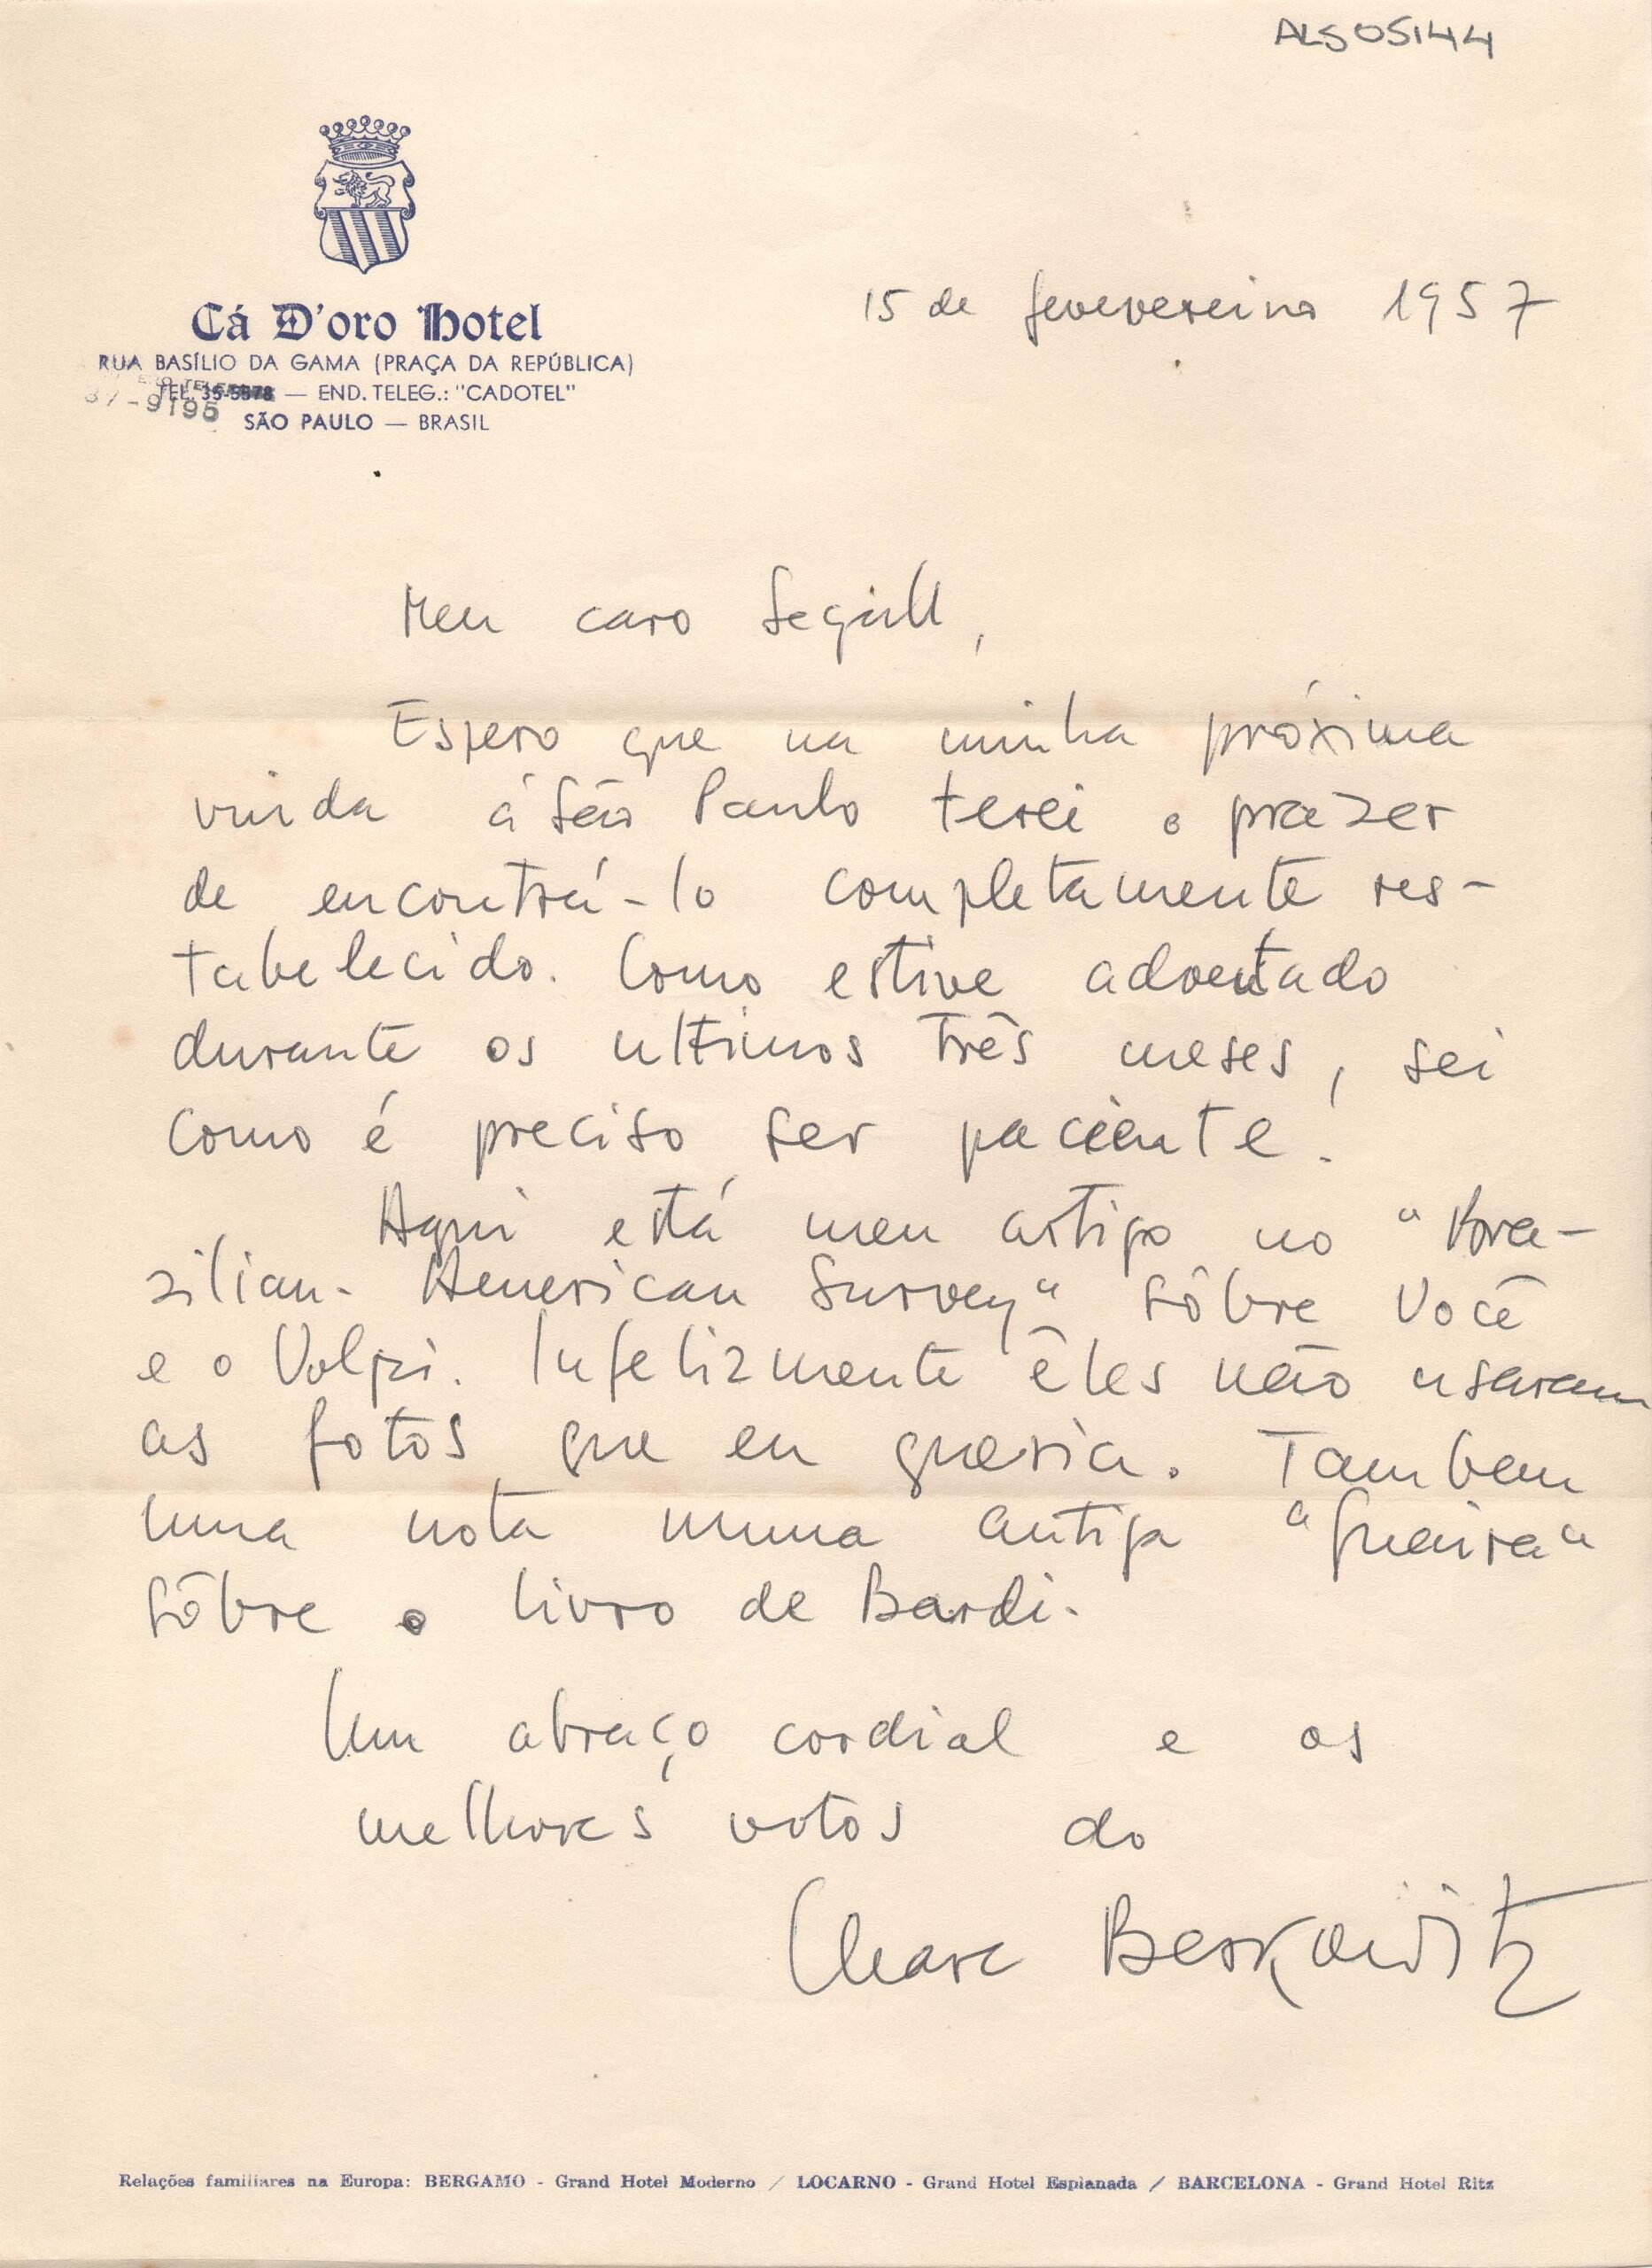 ALS05144
Cá D'oro Hotel
RUA BASÍLIO DA GAMA (PRAÇA DA REPÚBLICA)
TEL. 35-5578 — END. TELEG.: "CADOTEL"
37-9195
SÃO PAULO — BRASIL
15 de fevevereiro 1957
Meu caro Segall,
Espero que na minha próxima
vinda á São Paulo terei o prazer
de encontrá-lo completamente res-
tabelecido. Como estive adoentado
durante os ultimos três meses, sei
como é preciso ser paciente!
Aqui está meu artigo no "Bra-
zilian-American Survey" sôbre Você
e o Volpi. Infelizmente êles não usaram
as fotos que eu queria. Tambem
uma nota numa antiga "Guaira"
sôbre o livro de Bardi.
Um abraço cordial e os
melhores votos do
Marc Berkowitz
Relações familiares na Europa: BERGAMO - Grand Hotel Moderno / LOCARNO - Grand Hotel Esplanada / BARCELONA - Grand Hotel Ritz